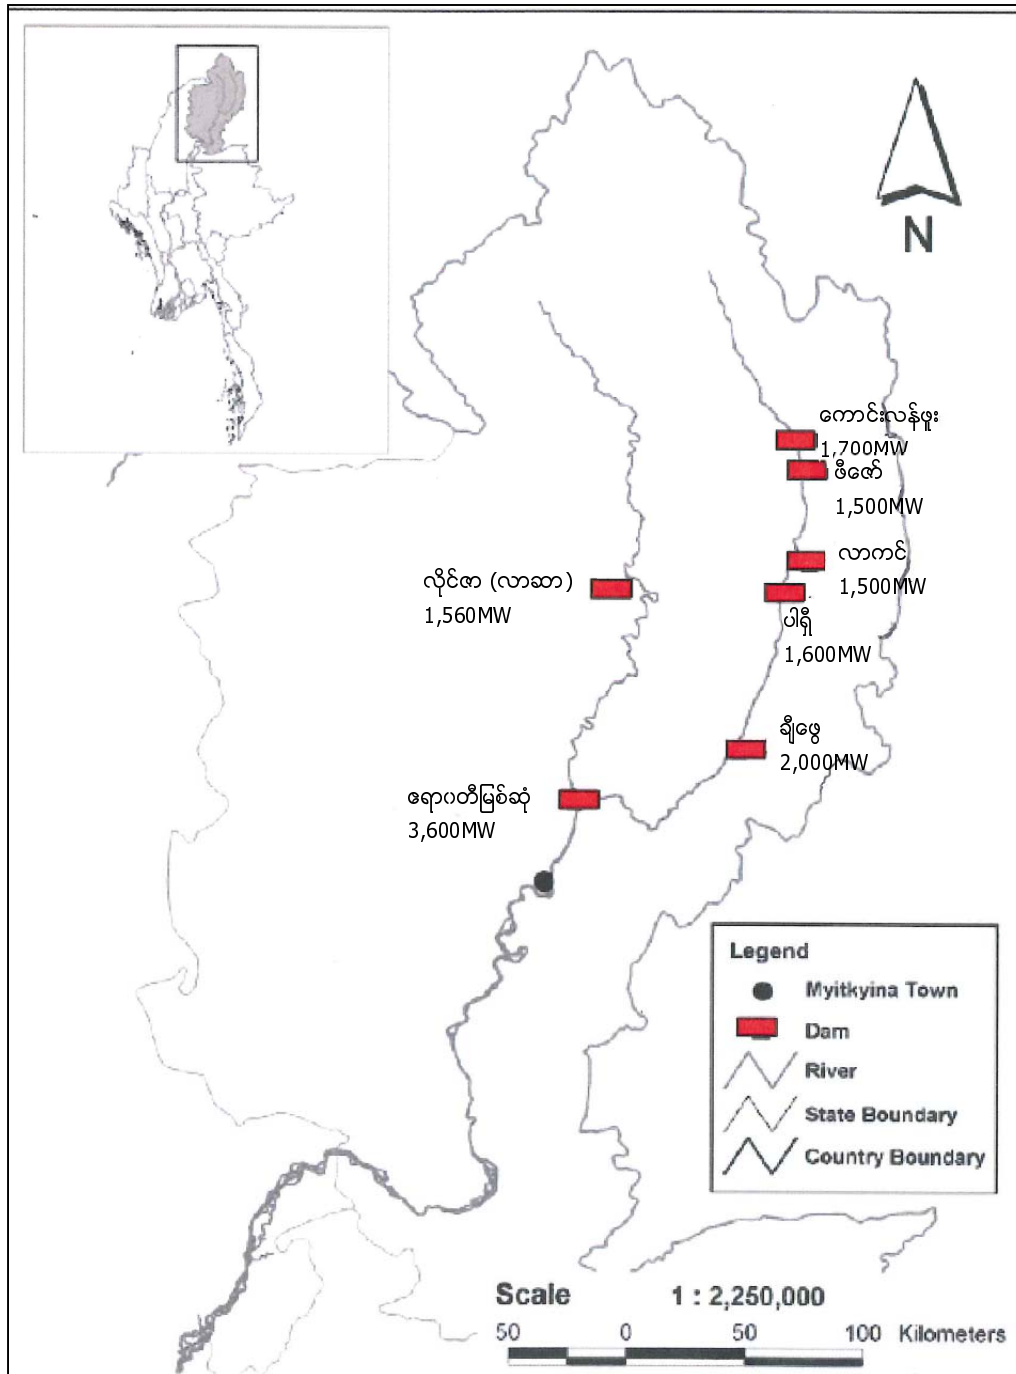 N
ကောင်းလန်ဖူး
1,700MW
ဖီဇော်
1,500MW
လာကင်
1,500MW
လိုင်ဇာ (လာဆာ)
1,560MW
ပါရှီ
1,600MW
ချီဖွေ
2,000MW
ဧရာဝတီမြစ်ဆုံ
3,600MW
Legend
Myitkyina Town
Dam
River
State Boundary
Country Boundary
Scale 1 : 2,250,000
50 0 50 100 Kilometers